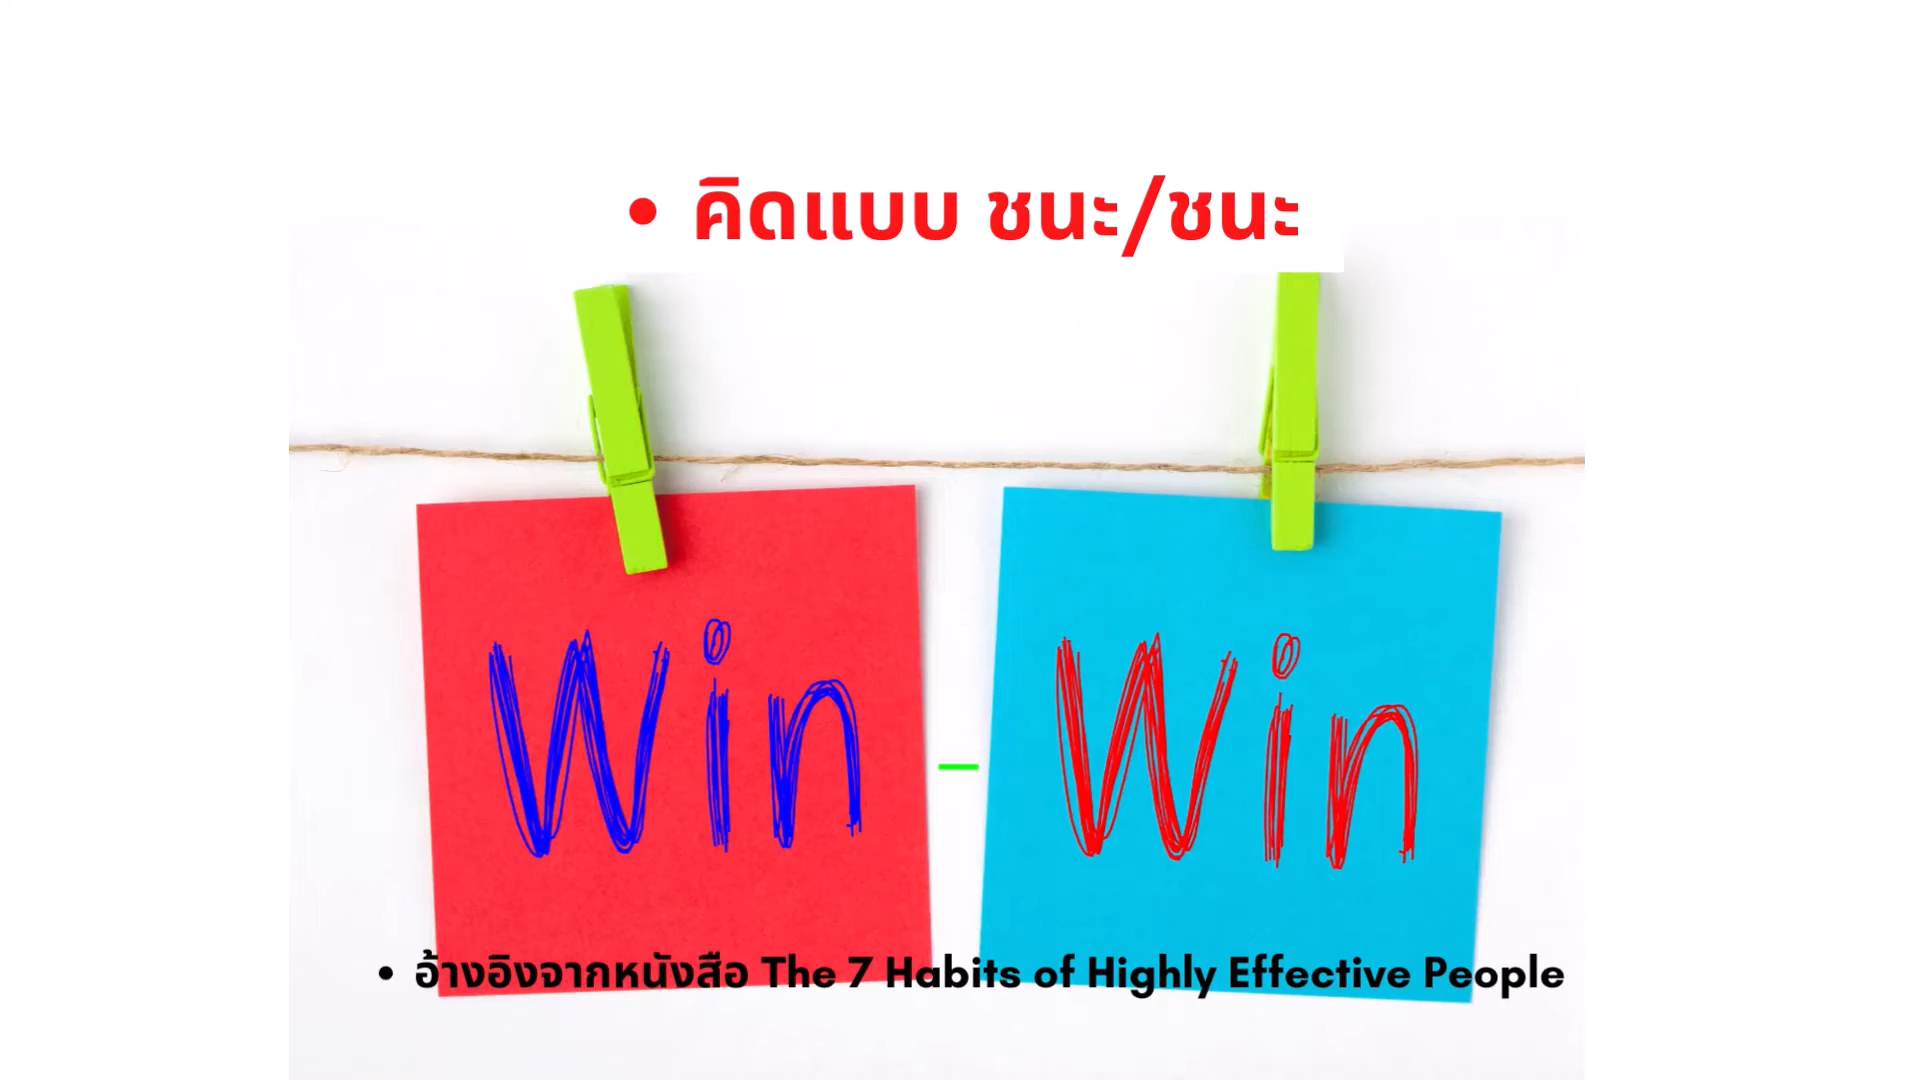 • คิดแบบ ชนะ/ชนะ
Win - Win
• อ้างอิงจากหนังสือ The 7 Habits of Highly Effective People